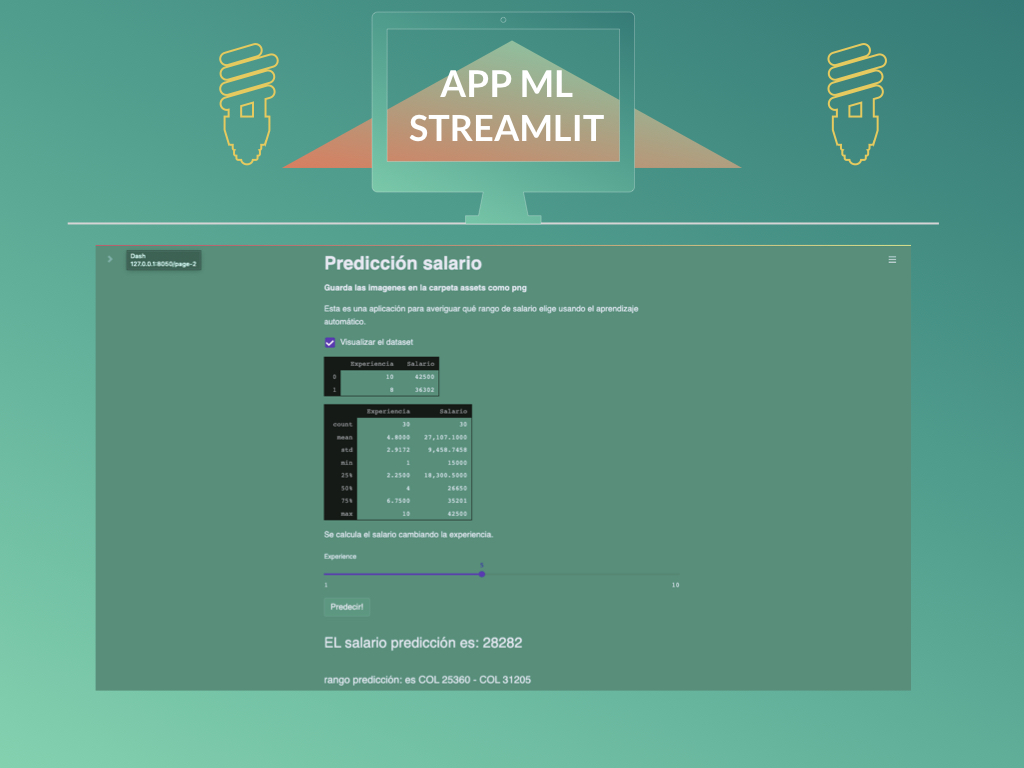 APP ML
STREAMLIT
Dash
127.0.0.1:8050/page-2
Predicción salario
Guarda las imagenes en la carpeta assets como png
Esta es una aplicación para averiguar qué rango de salario elige usando el aprendizaje
automático.
Visualizar el dataset
Experiencia Salario
0 10 42500
1 8 36302
Experiencia Salario
count 30 30
mean 4.8000 27,107.1000
std 2.9172 9,458.7458
min 1 15000
25% 2.2500 18,300.5000
50% 4 26650
75% 6.7500 35201
max 10 42500
Se calcula el salario cambiando la experiencia.
Experience
5
1 10
Predecir!
EL salario predicción es: 28282
rango predicción: es COL 25360 - COL 31205